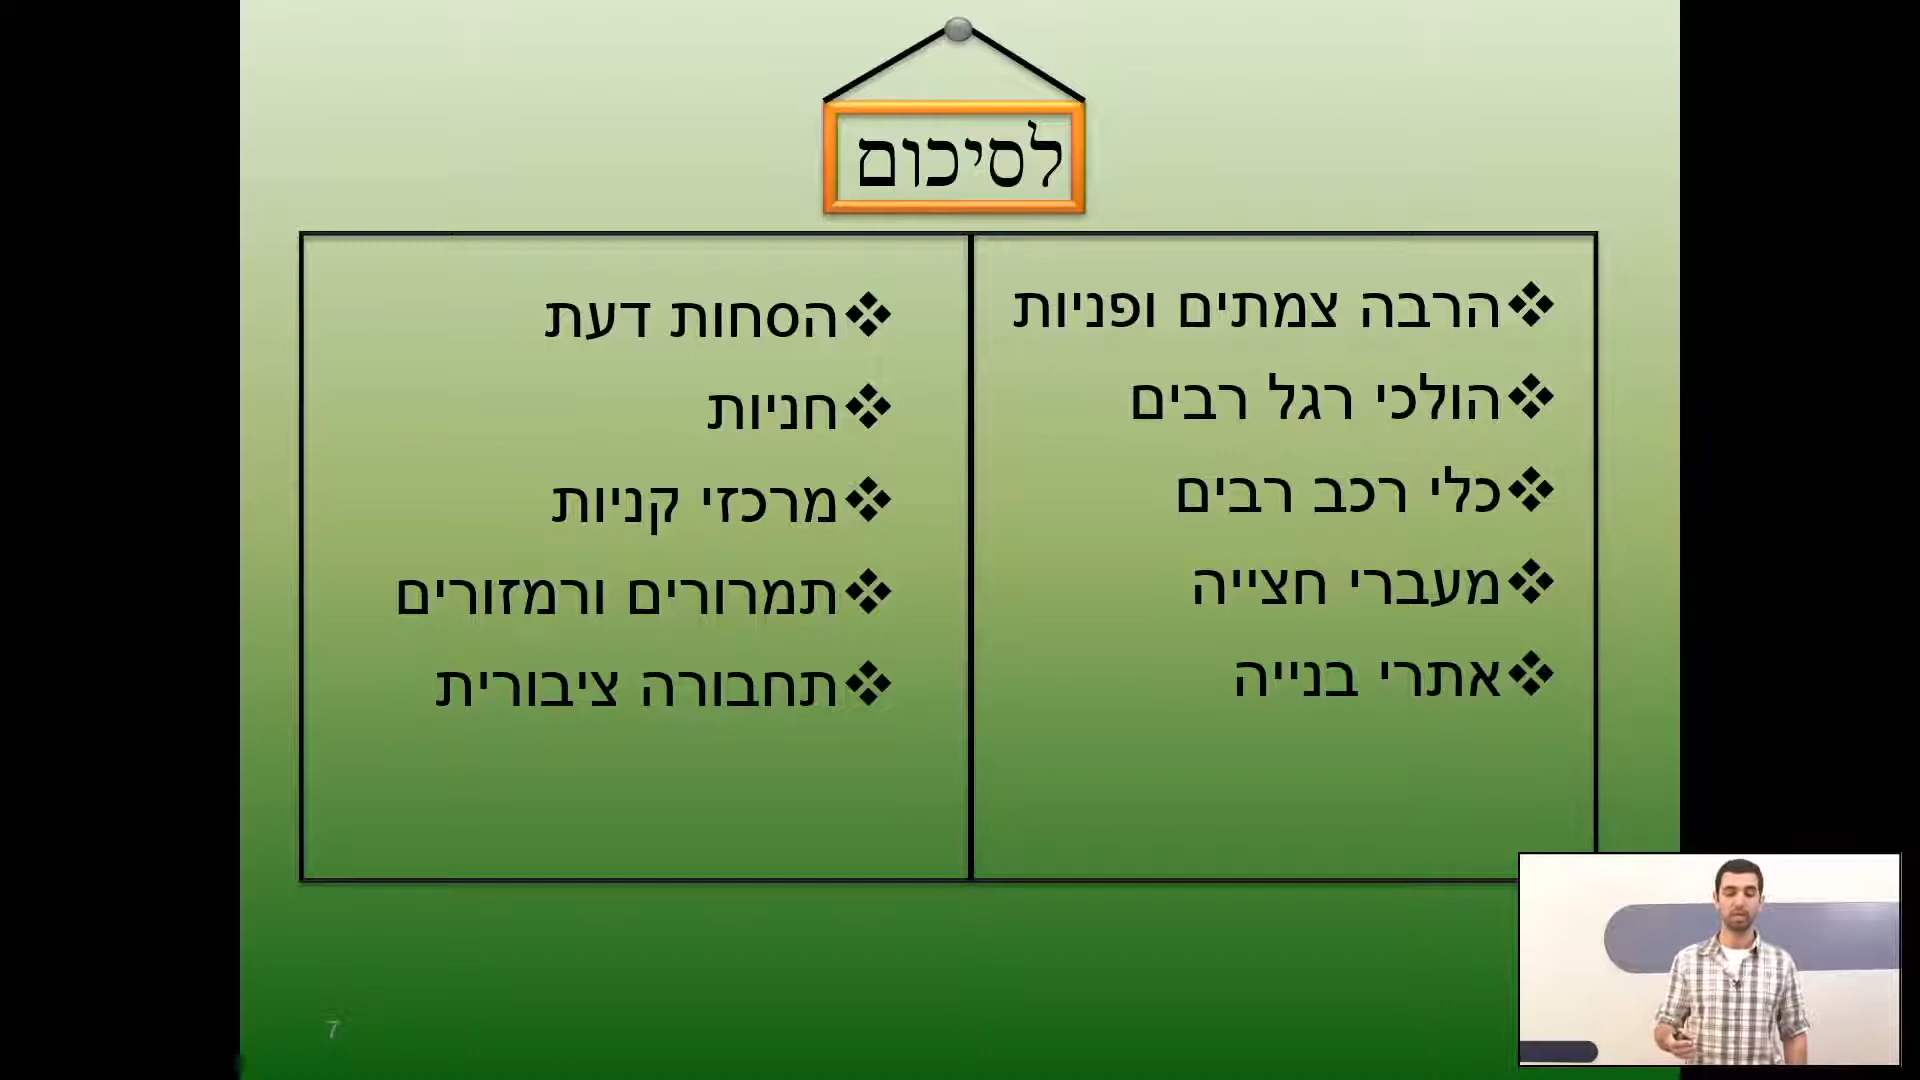 לסיכום
❖הרבה צמתים ופניות
❖הולכי רגל רבים
❖כלי רכב רבים
❖מעברי חצייה
❖אתרי בנייה
❖הסחות דעת
❖חניות
❖מרכזי קניות
❖תמרורים ורמזורים
❖תחבורה ציבורית
7